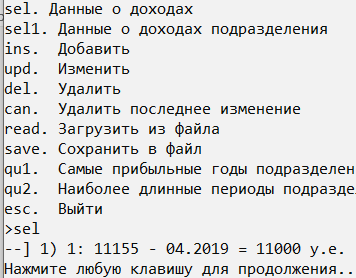 sel. Данные о доходах
sel1. Данные о доходах подразделения
ins.  Добавить
upd.  Изменить
del.  Удалить
can.  Удалить последнее изменение
read. Загрузить из файла
save. Сохранить в файл
qu1.  Самые прибыльные годы подразделен
qu2.  Наиболее длинные периоды подразде
esc.  Выйти
>sel
--] 1) 1: 11155 - 04.2019 = 11000 у.е.
Нажмите любую клавишу для продолжения..